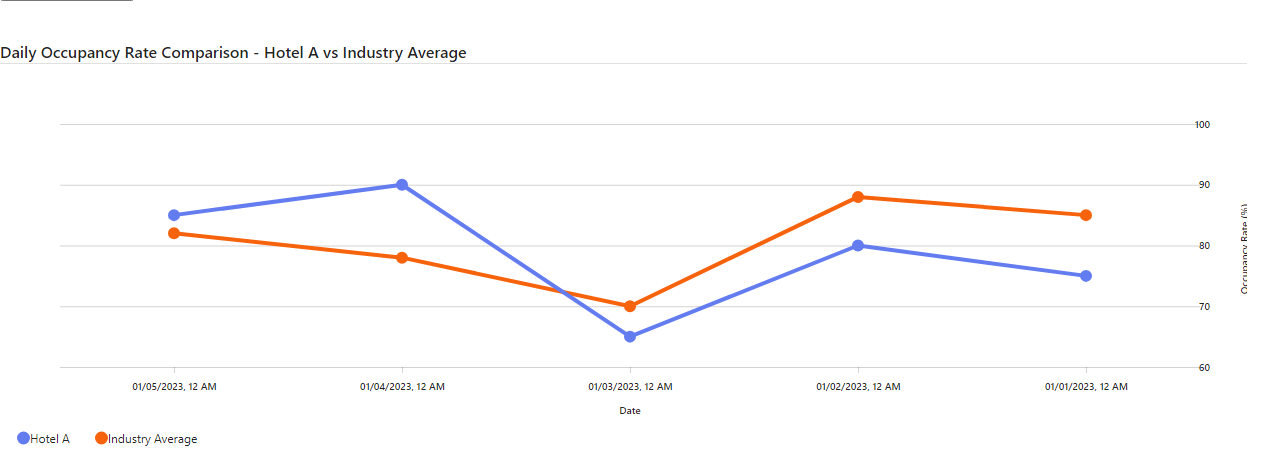 Daily Occupancy Rate Comparison - Hotel A vs Industry Average
100
90
80
70
60
Occupancy Rate (%)
01/05/2023, 12 AM
01/04/2023, 12 AM
01/03/2023, 12 AM
01/02/2023, 12 AM
01/01/2023, 12 AM
Date
Hotel A
Industry Average